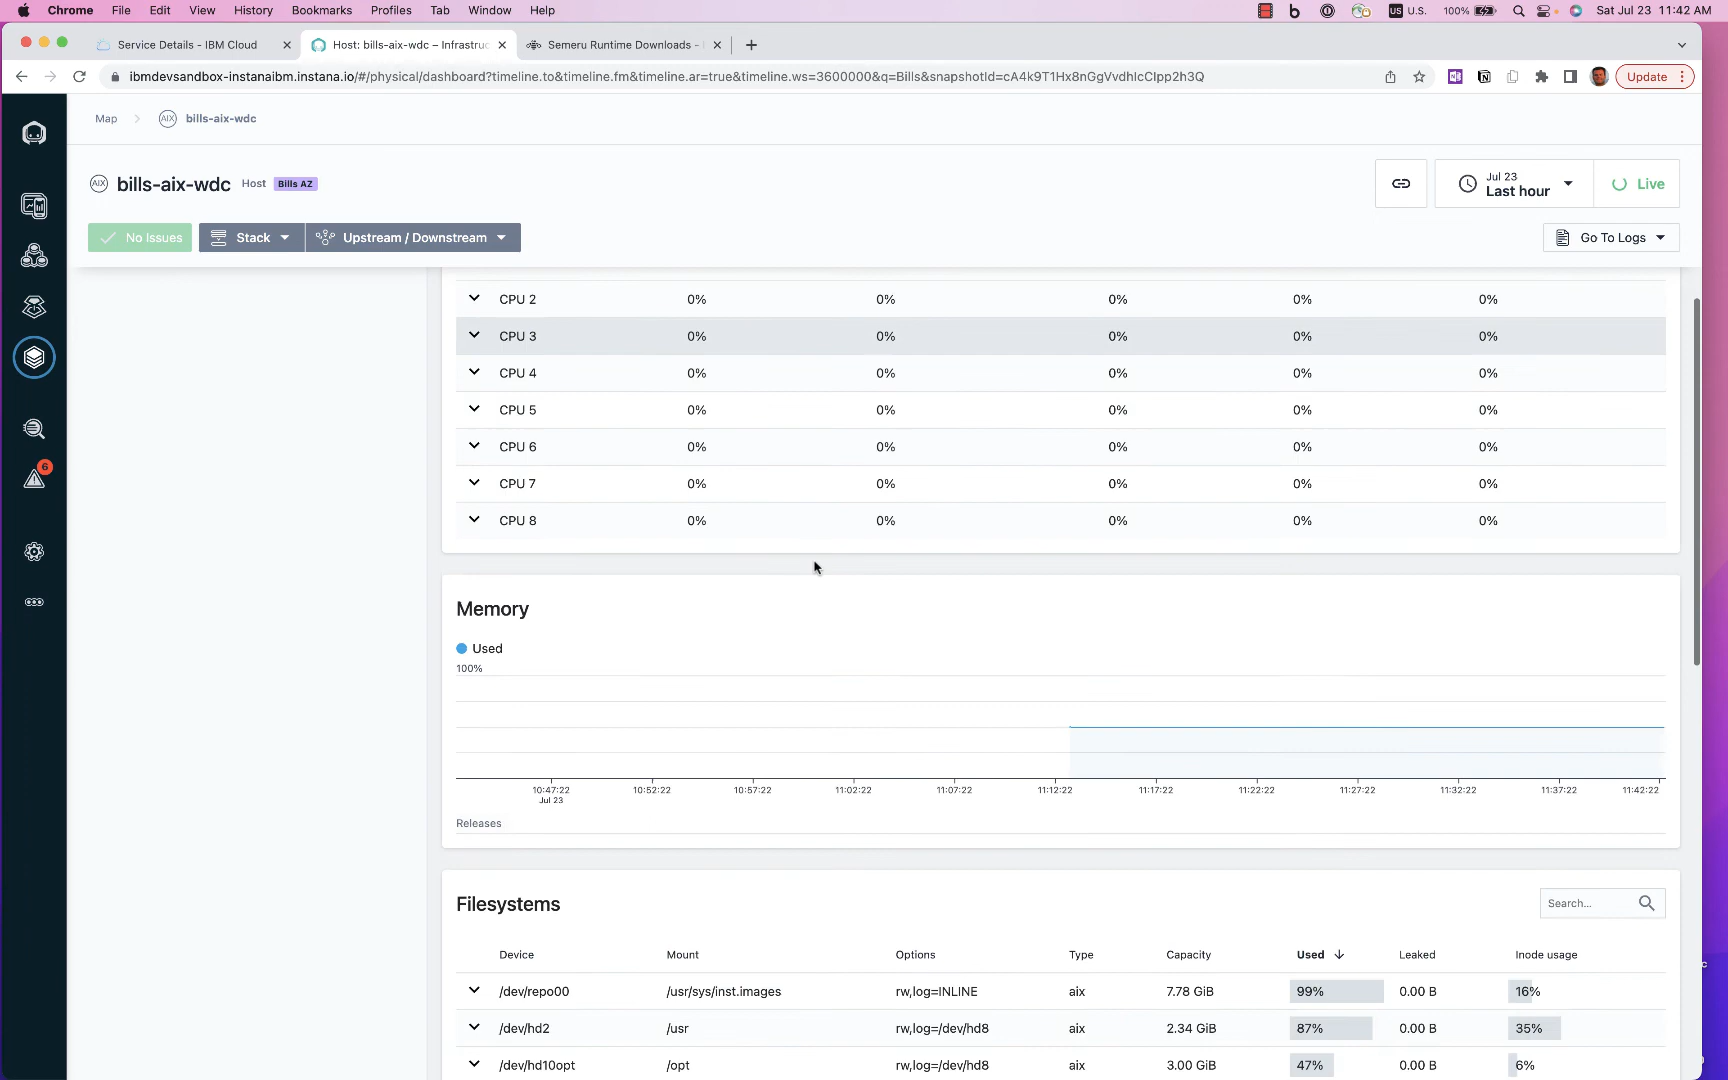 Chrome File Edit View History Bookmarks Profiles Tab Window Help US U.S. 100% Sat Jul 23 11:42 AM
Service Details - IBM Cloud Host: bills-aix-wdc – Infrastruc Semeru Runtime Downloads -
ibmdevsandbox-instanaibm.instana.io/#/physical/dashboard?timeline.to&timeline.fm&timeline.ar=true&timeline.ws=3600000&q=Bills&snapshotId=cA4k9T1Hx8nGgVvdhIcCIpp2h3Q Update
Map AIX bills-aix-wdc
AIX bills-aix-wdc Host Bills AZ
Jul 23
Last hour
Live
No Issues Stack Upstream / Downstream Go To Logs
CPU 2 0% 0% 0% 0% 0%
CPU 3 0% 0% 0% 0% 0%
CPU 4 0% 0% 0% 0% 0%
CPU 5 0% 0% 0% 0% 0%
CPU 6 0% 0% 0% 0% 0%
CPU 7 0% 0% 0% 0% 0%
CPU 8 0% 0% 0% 0% 0%
6
Memory
Used
100%
10:47:22 10:52:22 10:57:22 11:02:22 11:07:22 11:12:22 11:17:22 11:22:22 11:27:22 11:32:22 11:37:22 11:42:22
Jul 23
Releases
Filesystems
Search...
Device Mount Options Type Capacity Used Leaked Inode usage
/dev/repo00 /usr/sys/inst.images rw,log=INLINE aix 7.78 GiB 99% 0.00 B 16%
/dev/hd2 /usr rw,log=/dev/hd8 aix 2.34 GiB 87% 0.00 B 35%
/dev/hd10opt /opt rw,log=/dev/hd8 aix 3.00 GiB 47% 0.00 B 6%